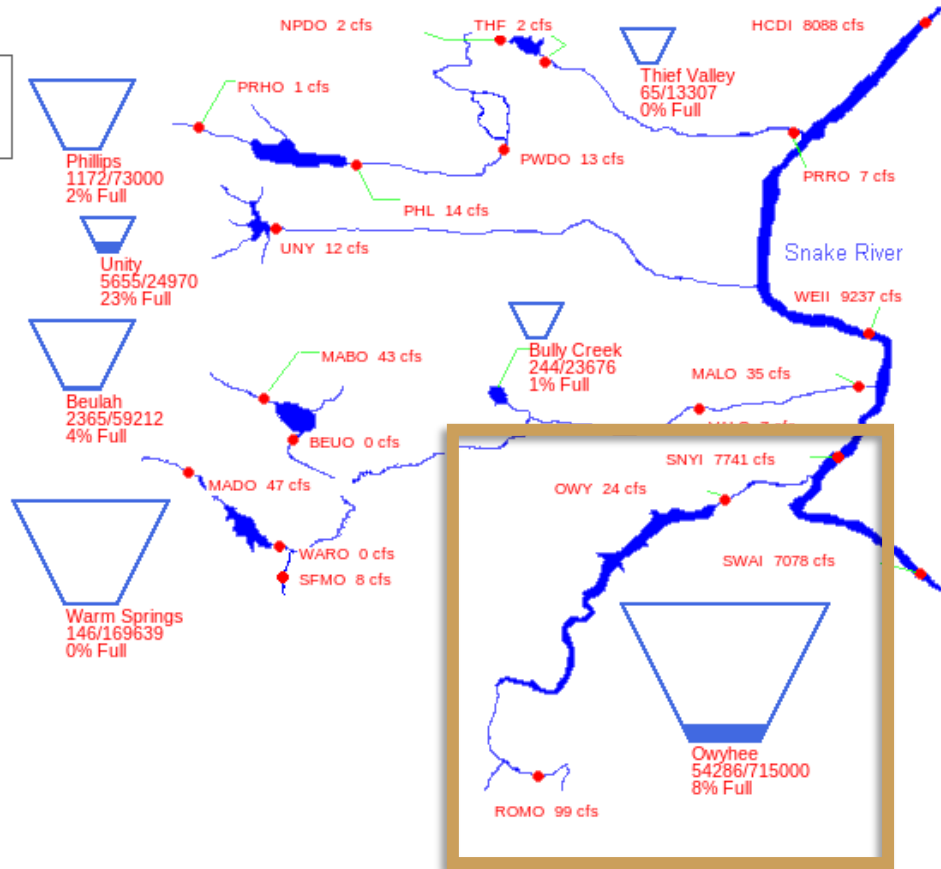 NPDO 2 cfs
THF 2 cfs
HCDI 8088 cfs
Thief Valley
65/13307
0% Full
PRHO 1 cfs
Phillips
1172/73000
2% Full
PWDO 13 cfs
PRRO 7 cfs
PHL 14 cfs
UNY 12 cfs
Unity
5655/24970
23% Full
Snake River
WEII 9237 cfs
Bully Creek
244/23676
1% Full
MABO 43 cfs
MALO 35 cfs
Beulah
2365/59212
4% Full
BEUO 0 cfs
SNYI 7741 cfs
MADO 47 cfs
OWY 24 cfs
WARO 0 cfs
SFMO 8 cfs
SWAI 7078 cfs
Warm Springs
146/169639
0% Full
Owyhee
54286/715000
8% Full
ROMO 99 cfs